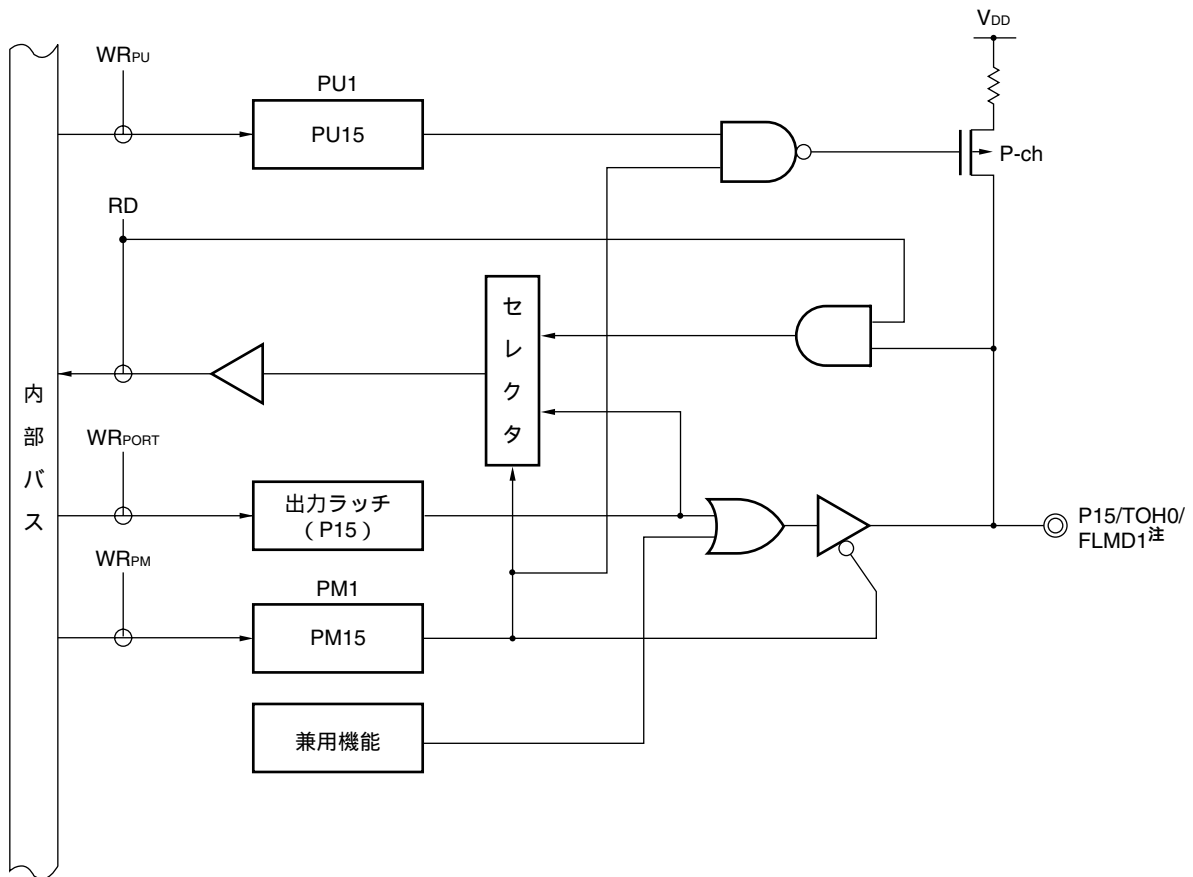 VDD
WRPU
PU1
PU15
P-ch
RD
セレクタ
内部バス
WRPORT
出力ラッチ
(P15)
P15/TOH0/
FLMD1注
WRPM
PM1
PM15
兼用機能